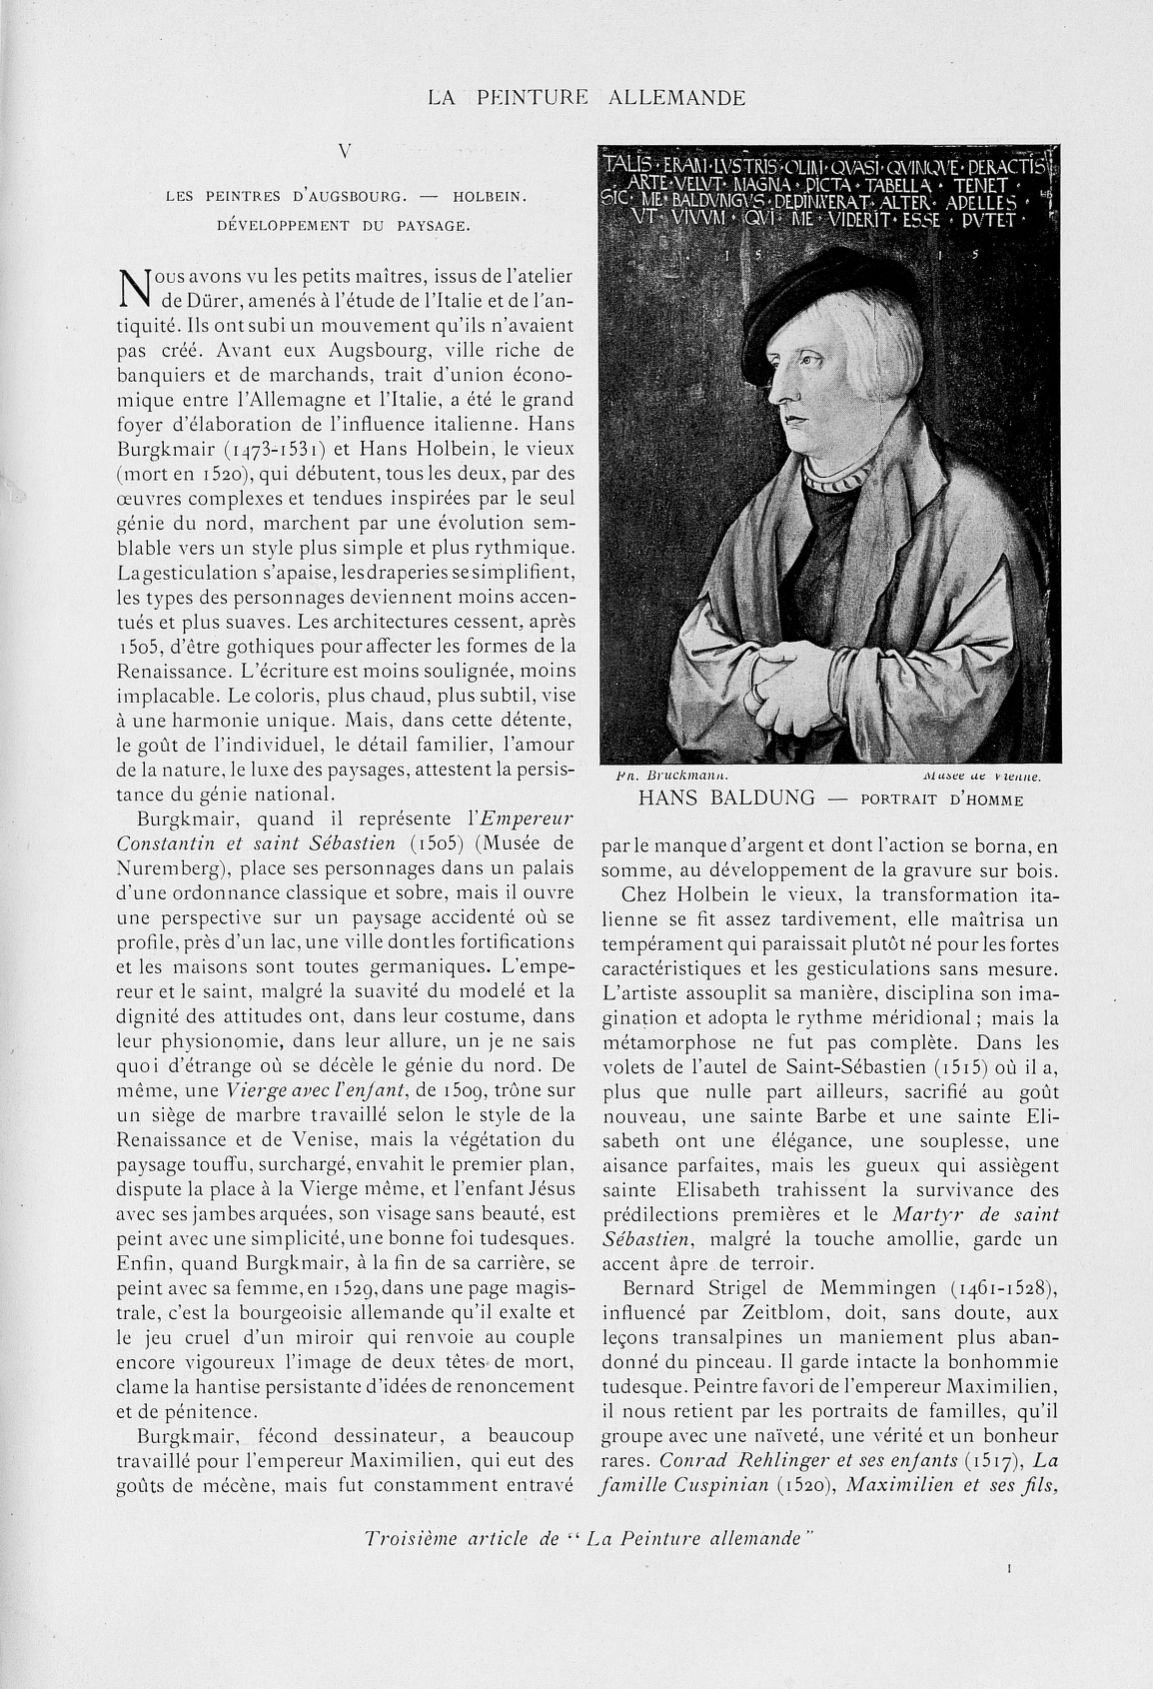 LA PEINTURE ALLEMANDE
V
LES PEINTRES D'AUGSBOURG. — HOLBEIN.
DÉVELOPPEMENT DU PAYSAGE.
Nous avons vu les petits maîtres, issus de l'atelier
de Dürer, amenés à l'étude de l'Italie et de l'an-
tiquité. Ils ont subi un mouvement qu'ils n'avaient
pas créé. Avant eux Augsbourg, ville riche de
banquiers et de marchands, trait d'union écono-
mique entre l'Allemagne et l'Italie, a été le grand
foyer d'élaboration de l'influence italienne. Hans
Burgkmair (1473-1531) et Hans Holbein, le vieux
(mort en 1520), qui débutent, tous les deux, par des
œuvres complexes et tendues inspirées par le seul
génie du nord, marchent par une évolution sem-
blable vers un style plus simple et plus rythmique.
La gesticulation s'apaise, les draperies se simplifient,
les types des personnages deviennent moins accen-
tués et plus suaves. Les architectures cessent, après
1505, d'être gothiques pour affecter les formes de la
Renaissance. L'écriture est moins soulignée, moins
implacable. Le coloris, plus chaud, plus subtil, vise
à une harmonie unique. Mais, dans cette détente,
le goût de l'individuel, le détail familier, l'amour
de la nature, le luxe des paysages, attestent la persis-
tance du génie national.
Burgkmair, quand il représente l'Empereur
Constantin et saint Sébastien (1505) (Musée de
Nuremberg), place ses personnages dans un palais
d'une ordonnance classique et sobre, mais il ouvre
une perspective sur un paysage accidenté où se
profile, près d'un lac, une ville dont les fortifications
et les maisons sont toutes germaniques. L'empe-
reur et le saint, malgré la suavité du modelé et la
dignité des attitudes ont, dans leur costume, dans
leur physionomie, dans leur allure, un je ne sais
quoi d'étrange où se décèle le génie du nord. De
même, une Vierge avec l'enfant, de 1509, trône sur
un siège de marbre travaillé selon le style de la
Renaissance et de Venise, mais la végétation du
paysage touffu, surchargé, envahit le premier plan,
dispute la place à la Vierge même, et l'enfant Jésus
avec ses jambes arquées, son visage sans beauté, est
peint avec une simplicité, une bonne foi tudesques.
Enfin, quand Burgkmair, à la fin de sa carrière, se
peint avec sa femme, en 1529, dans une page magis-
trale, c'est la bourgeoisie allemande qu'il exalte et
le jeu cruel d'un miroir qui renvoie au couple
encore vigoureux l'image de deux têtes de mort,
clame la hantise persistante d'idées de renoncement
et de pénitence.
Burgkmair, fécond dessinateur, a beaucoup
travaillé pour l'empereur Maximilien, qui eut des
goûts de mécène, mais fut constamment entravé
TALIS · ERAM · LVSTRIS · OLIM · QVASI · QVINQVE · DERACTIS
ARTE · VELVT · MAGNA · PICTA · TABELLA · TENET ·
SIC · ME · BALDVNGVS · DEPINXERAT · ALTER · APELLES ·
VT · VIVVM · QVI · ME · VIDERIT · ESSE · PVTET ·
1 5 1 5
Ph. Bruckmann. Musée de Vienne.
HANS BALDUNG — PORTRAIT D'HOMME
par le manque d'argent et dont l'action se borna, en
somme, au développement de la gravure sur bois.
Chez Holbein le vieux, la transformation ita-
lienne se fit assez tardivement, elle maîtrisa un
tempérament qui paraissait plutôt né pour les fortes
caractéristiques et les gesticulations sans mesure.
L'artiste assouplit sa manière, disciplina son ima-
gination et adopta le rythme méridional ; mais la
métamorphose ne fut pas complète. Dans les
volets de l'autel de Saint-Sébastien (1515) où il a,
plus que nulle part ailleurs, sacrifié au goût
nouveau, une sainte Barbe et une sainte Eli-
sabeth ont une élégance, une souplesse, une
aisance parfaites, mais les gueux qui assiègent
sainte Elisabeth trahissent la survivance des
prédilections premières et le Martyr de saint
Sébastien, malgré la touche amollie, garde un
accent âpre de terroir.
Bernard Strigel de Memmingen (1461-1528),
influencé par Zeitblom, doit, sans doute, aux
leçons transalpines un maniement plus aban-
donné du pinceau. Il garde intacte la bonhommie
tudesque. Peintre favori de l'empereur Maximilien,
il nous retient par les portraits de familles, qu'il
groupe avec une naïveté, une vérité et un bonheur
rares. Conrad Rehlinger et ses enfants (1517), La
famille Cuspinian (1520), Maximilien et ses fils,
Troisième article de “ La Peinture allemande ”
1